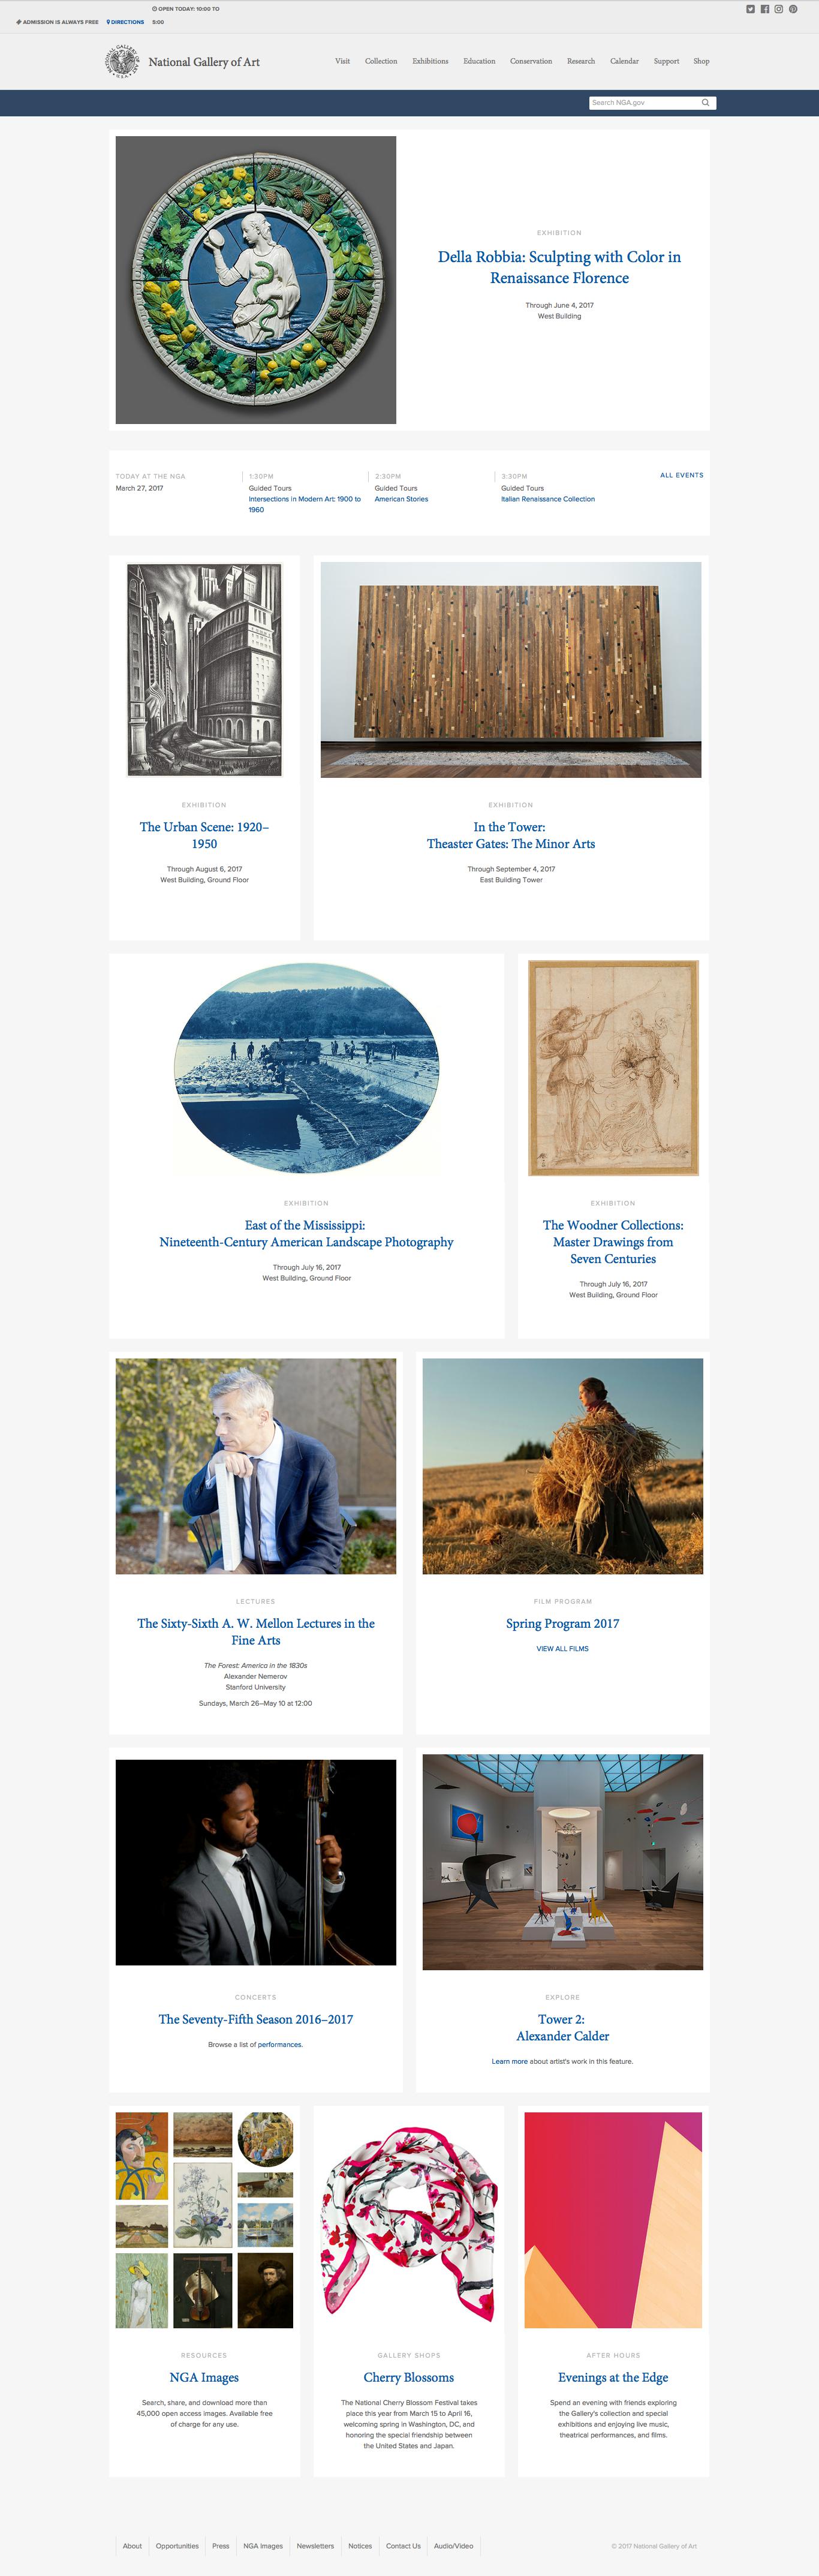 OPEN TODAY: 10:00 TO
ADMISSION IS ALWAYS FREE DIRECTIONS 5:00
National Gallery of Art
Visit Collection Exhibitions Education Conservation Research Calendar Support Shop
Search NGA.gov
EXHIBITION
Della Robbia: Sculpting with Color in
Renaissance Florence
Through June 4, 2017
West Building
TODAY AT THE NGA
March 27, 2017
1:30PM
Guided Tours
Intersections in Modern Art: 1900 to
1960
2:30PM
Guided Tours
American Stories
3:30PM
Guided Tours
Italian Renaissance Collection
ALL EVENTS
EXHIBITION
The Urban Scene: 1920–
1950
Through August 6, 2017
West Building, Ground Floor
EXHIBITION
In the Tower:
Theaster Gates: The Minor Arts
Through September 4, 2017
East Building Tower
EXHIBITION
East of the Mississippi:
Nineteenth-Century American Landscape Photography
Through July 16, 2017
West Building, Ground Floor
EXHIBITION
The Woodner Collections:
Master Drawings from
Seven Centuries
Through July 16, 2017
West Building, Ground Floor
LECTURES
The Sixty-Sixth A. W. Mellon Lectures in the
Fine Arts
The Forest: America in the 1830s
Alexander Nemerov
Stanford University
Sundays, March 26–May 10 at 12:00
FILM PROGRAM
Spring Program 2017
VIEW ALL FILMS
CONCERTS
The Seventy-Fifth Season 2016–2017
Browse a list of performances.
EXPLORE
Tower 2:
Alexander Calder
Learn more about artist's work in this feature.
RESOURCES
NGA Images
Search, share, and download more than
45,000 open access images. Available free
of charge for any use.
GALLERY SHOPS
Cherry Blossoms
The National Cherry Blossom Festival takes
place this year from March 15 to April 16,
welcoming spring in Washington, DC, and
honoring the special friendship between
the United States and Japan.
AFTER HOURS
Evenings at the Edge
Spend an evening with friends exploring
the Gallery's collection and special
exhibitions and enjoying live music,
theatrical performances, and films.
About Opportunities Press NGA Images Newsletters Notices Contact Us Audio/Video
© 2017 National Gallery of Art